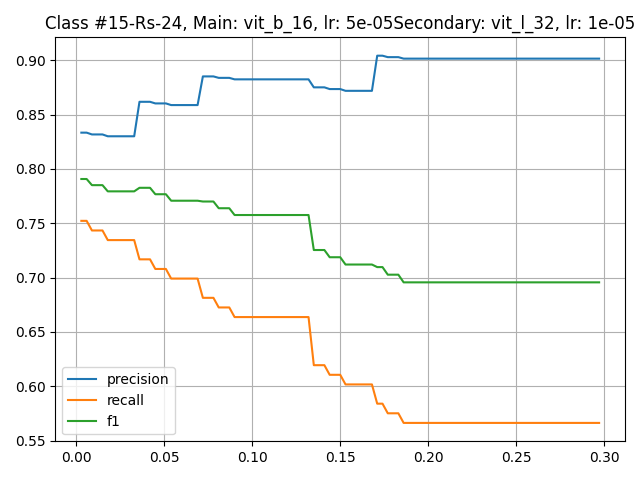 Class #15-Rs-24, Main: vit_b_16, lr: 5e-05Secondary: vit_l_32, lr: 1e-05
0.90
0.85
0.80
0.75
0.70
0.65
0.60
0.55
precision
recall
f1
0.00 0.05 0.10 0.15 0.20 0.25 0.30